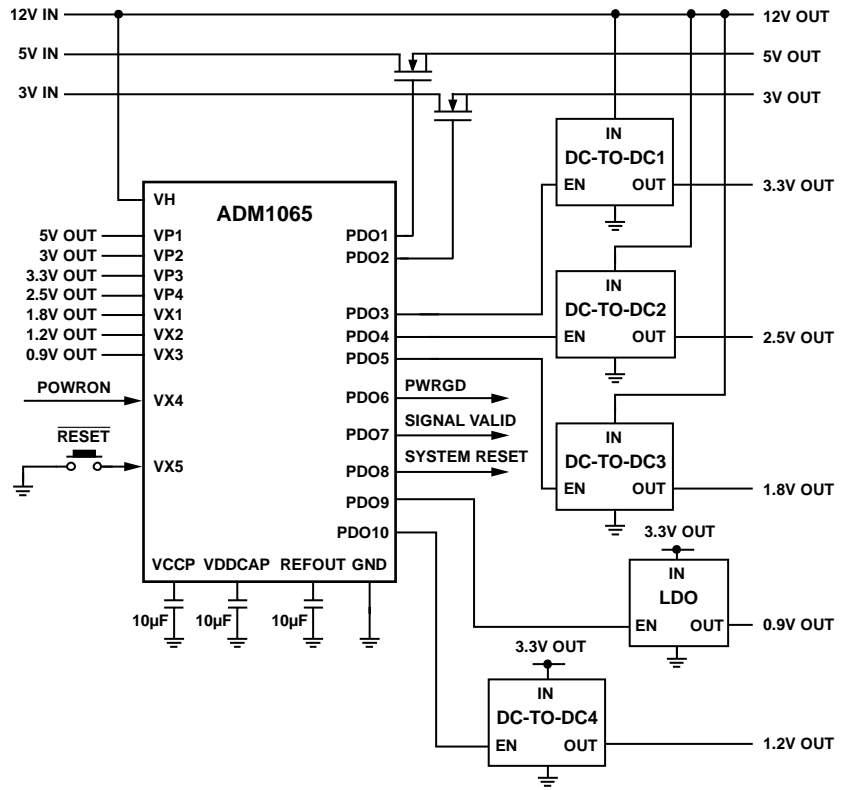 12V IN
12V OUT
5V IN
5V OUT
3V IN
3V OUT
IN
DC-TO-DC1
EN OUT
3.3V OUT
VH
ADM1065
5V OUT
VP1
PDO1
3V OUT
VP2
PDO2
3.3V OUT
VP3
2.5V OUT
VP4
1.8V OUT
VX1
PDO3
1.2V OUT
VX2
PDO4
0.9V OUT
VX3
PDO5
IN
DC-TO-DC2
EN OUT
2.5V OUT
POWRON
VX4
PDO6
PWRGD
PDO7
SIGNAL VALID
RESET
VX5
PDO8
SYSTEM RESET
IN
DC-TO-DC3
EN OUT
1.8V OUT
PDO9
PDO10
VCCP VDDCAP REFOUT GND
10µF 10µF 10µF
3.3V OUT
IN
LDO
EN OUT
0.9V OUT
3.3V OUT
IN
DC-TO-DC4
EN OUT
1.2V OUT